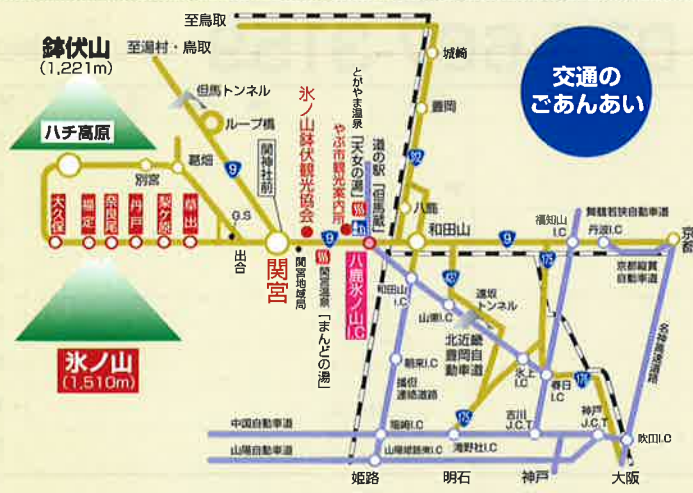 至鳥取
鉢伏山
(1,221m)
至湯村・鳥取
城崎
交通の
ごあんあい
但馬トンネル
ループ橋
ハチ高原
とがやま温泉
「天女の湯」
道の駅「但馬蔵」
豊岡
312
氷ノ山鉢伏観光協会
やぶ市観光案内所
関神社前
葛畑
別宮
9
八鹿
大久保
福定
奈良尾
丹戸
梨ケ原
草出
G.S
出合
関宮
関宮地域局
9
関宮温泉「まんどの湯」
八鹿氷ノ山I.C
和田山
9
福知山
I.C
舞鶴若狭自動車道
丹波I.C
京都
京都縦貫
自動車道
175
和田山
I.C
遠坂
トンネル
山東I.C
北近畿
豊岡自
動車道
名神高速道路
氷ノ山
(1,510m)
朝来I.C
播但
連絡道路
氷上
I.C
春日
I.C
176
175
中国自動車道
福崎I.C
滝野社I.C
吉川
J.C.T
神戸
J.C.T
吹田I.C
山陽自動車道
山陽姫路東I.C
姫路
明石
神戸
大阪